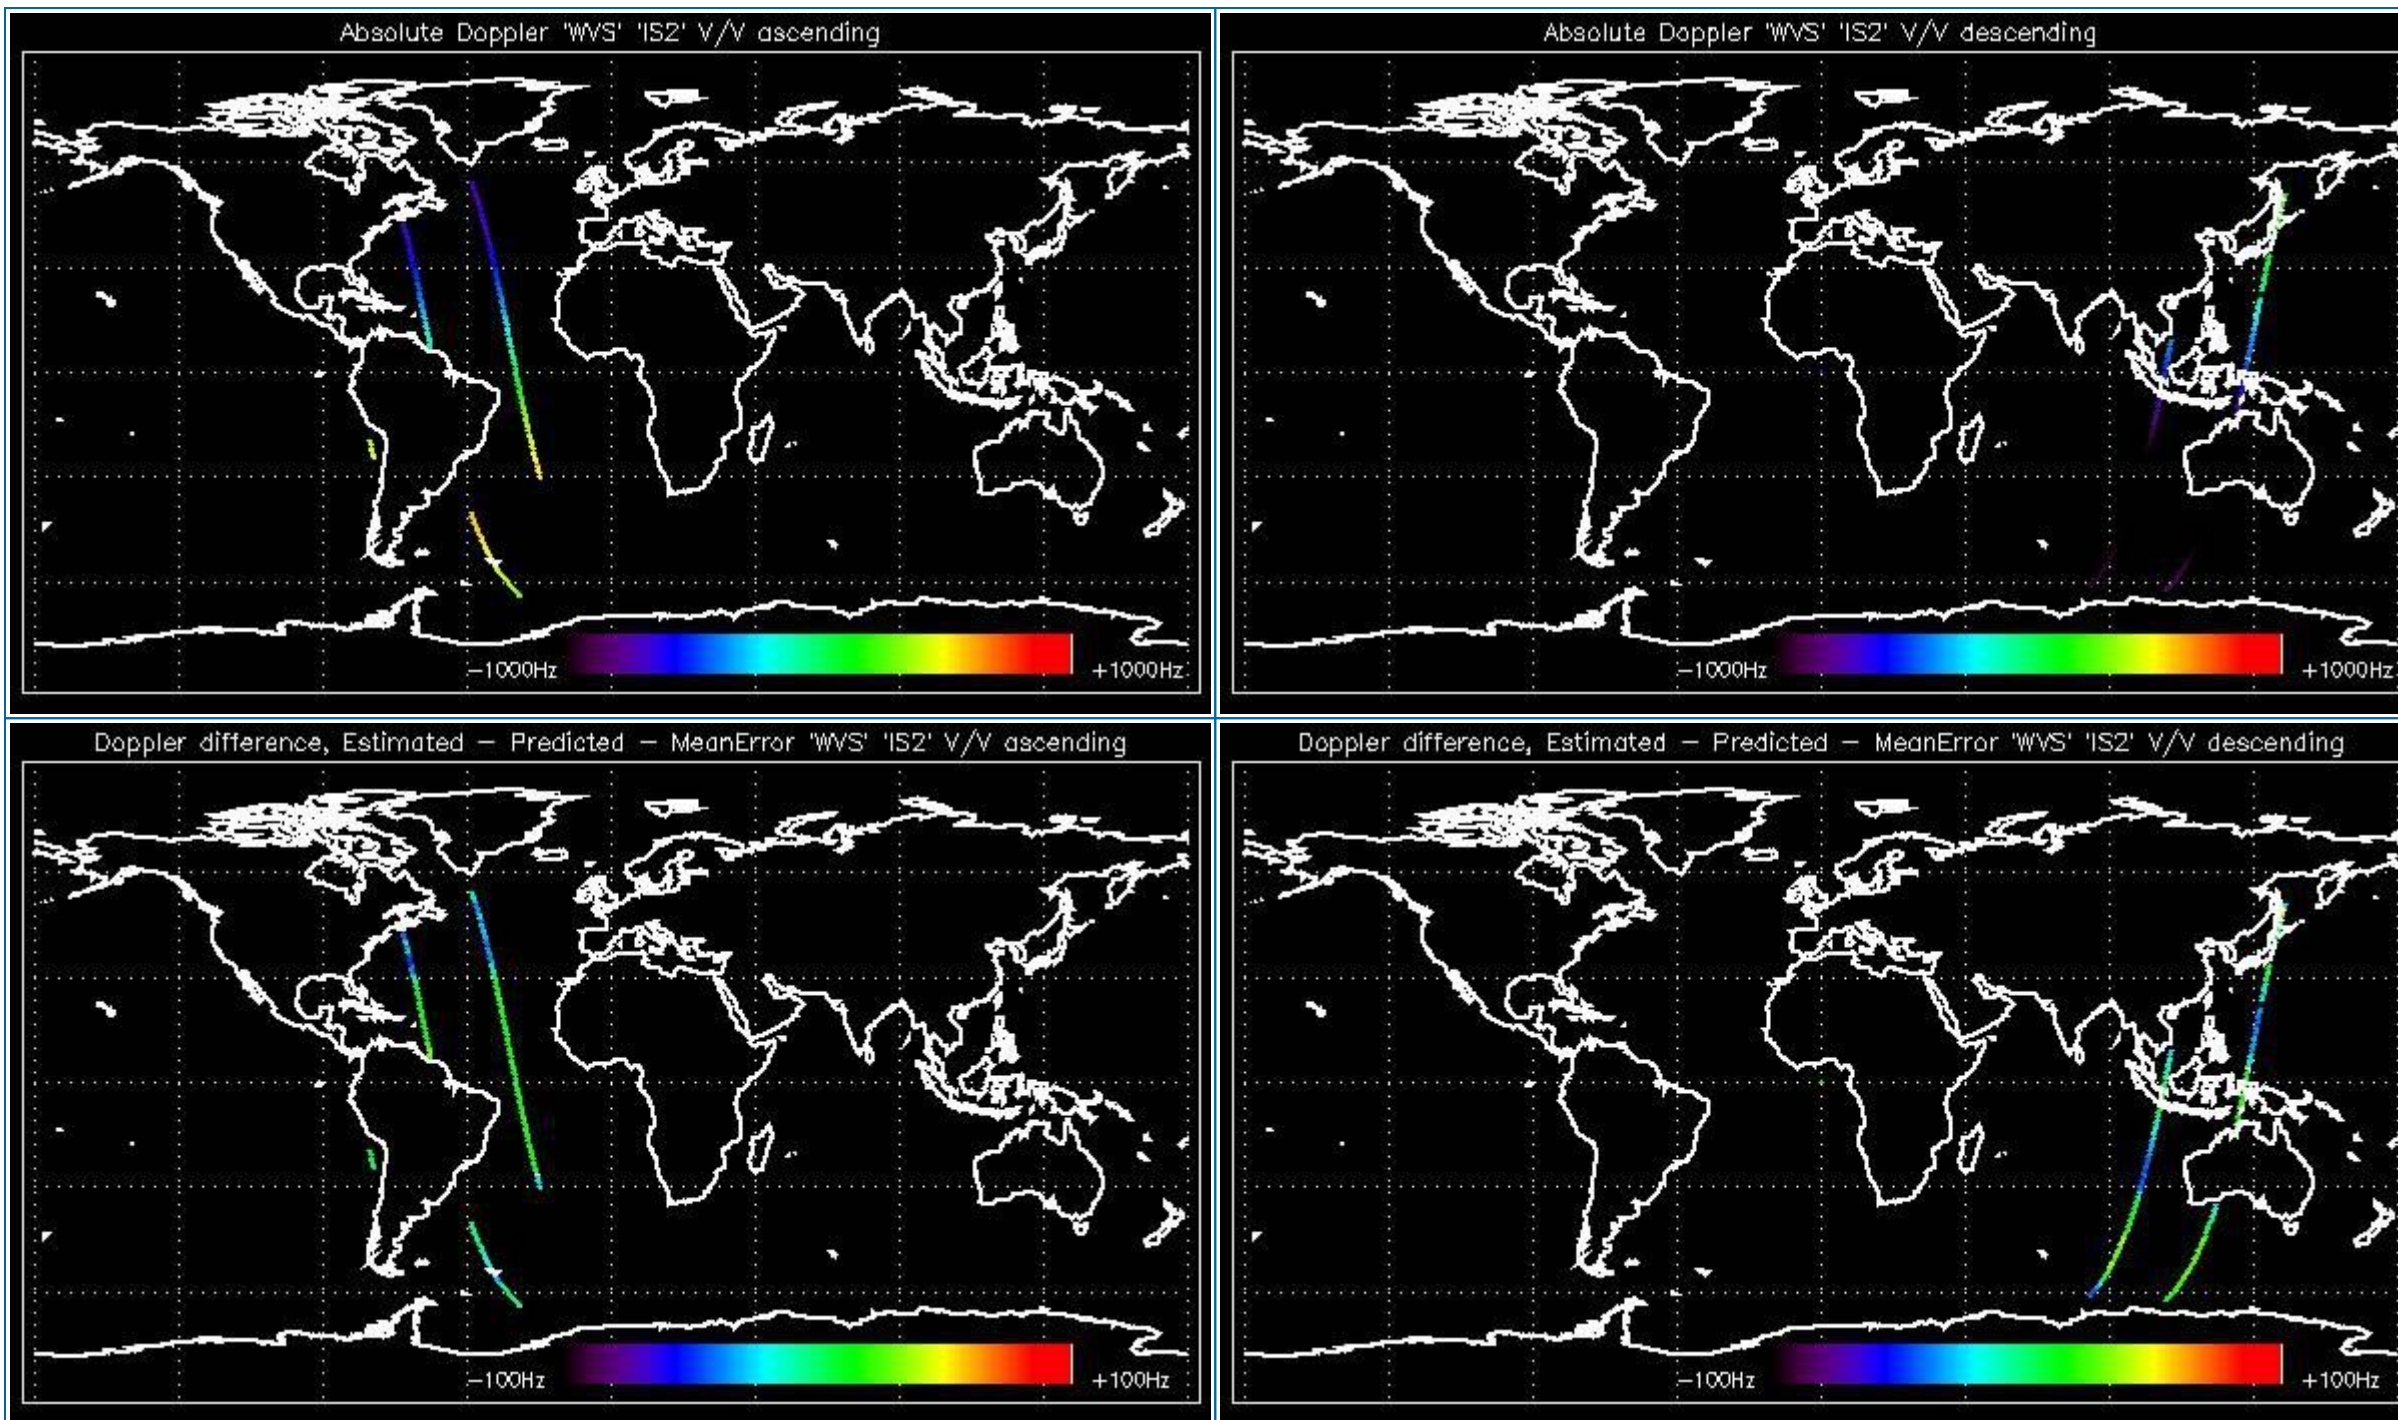 Absolute Doppler 'WVS' 'IS2' V/V ascending
−1000Hz
+1000Hz
Absolute Doppler 'WVS' 'IS2' V/V descending
−1000Hz
+1000Hz
Doppler difference, Estimated − Predicted − MeanError 'WVS' 'IS2' V/V ascending
−100Hz
+100Hz
Doppler difference, Estimated − Predicted − MeanError 'WVS' 'IS2' V/V descending
−100Hz
+100Hz